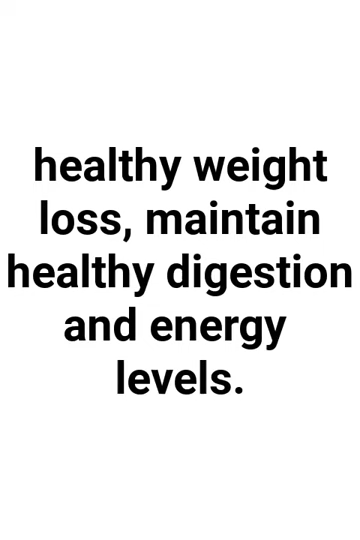 healthy weight
loss, maintain
healthy digestion
and energy
levels.